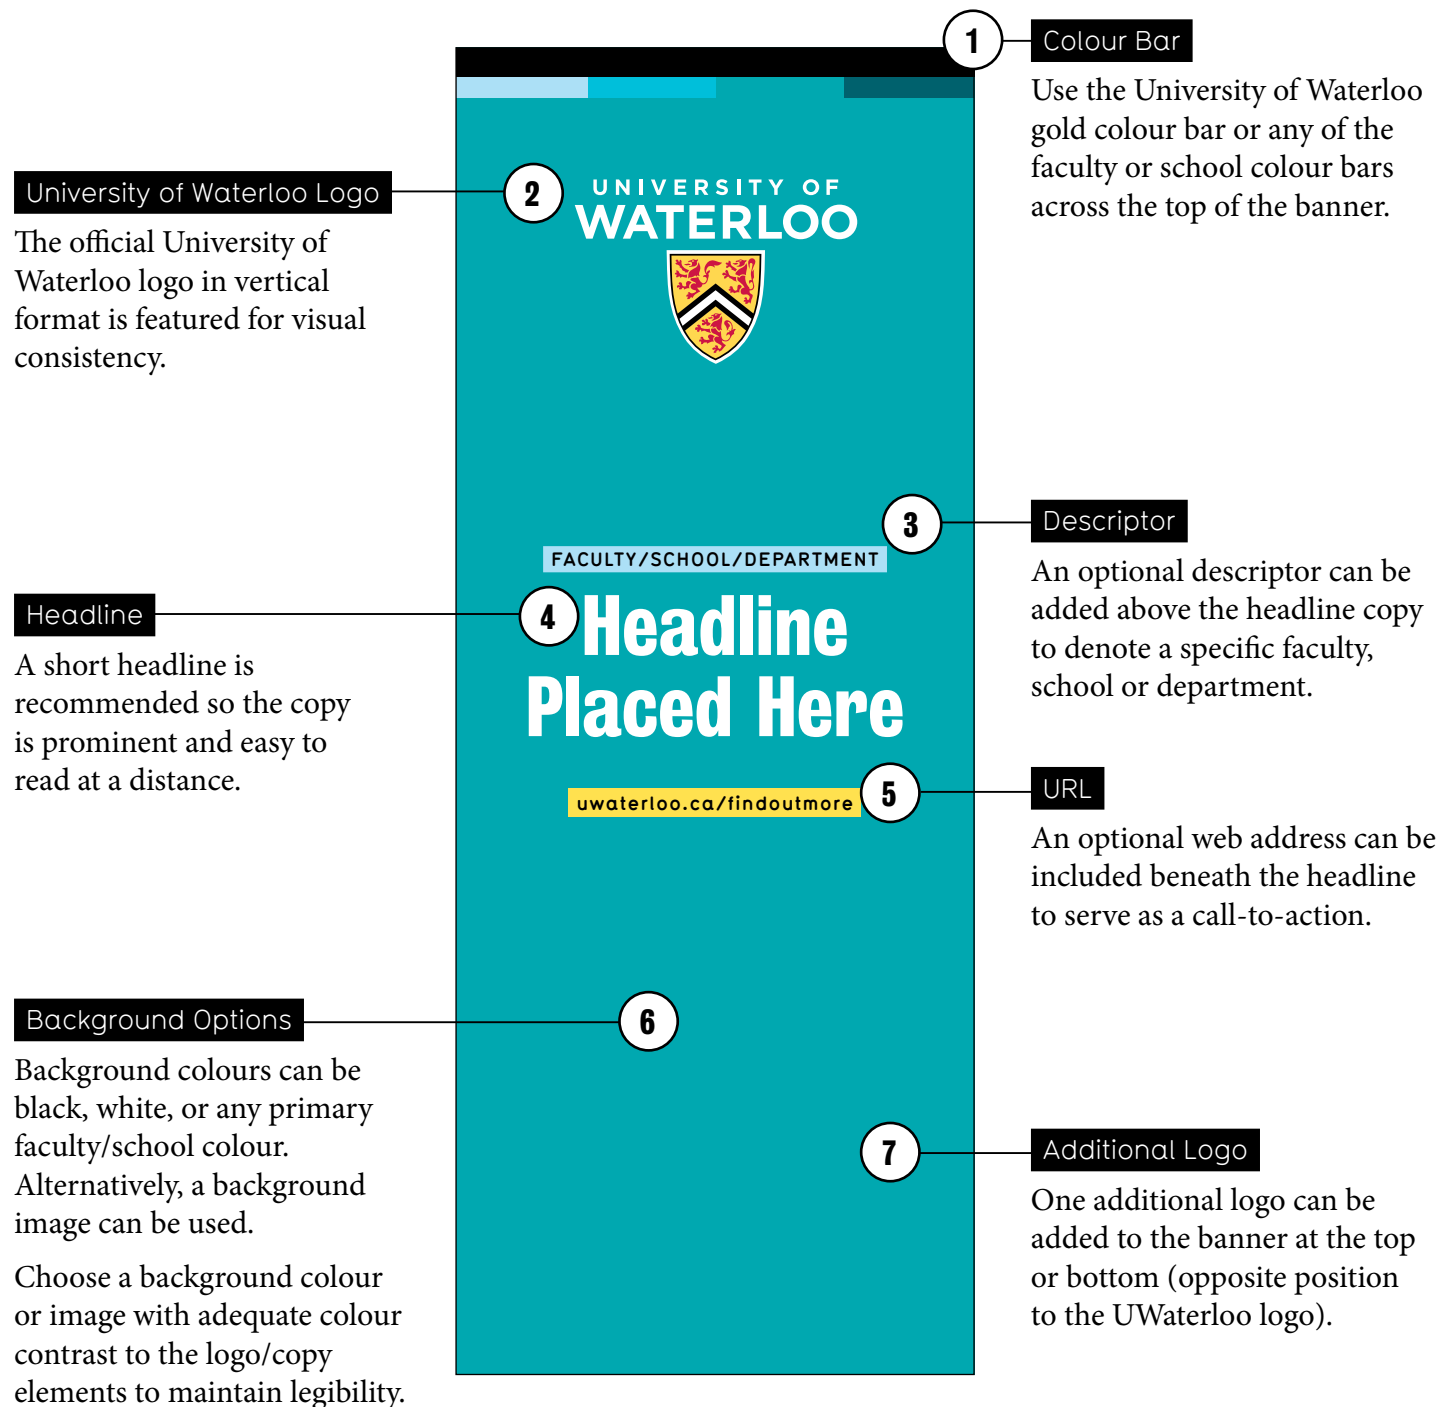 1
Colour Bar
Use the University of Waterloo
gold colour bar or any of the
faculty or school colour bars
across the top of the banner.
University of Waterloo Logo
The official University of
Waterloo logo in vertical
format is featured for visual
consistency.
2
UNIVERSITY OF
WATERLOO
3
Descriptor
An optional descriptor can be
added above the headline copy
to denote a specific faculty,
school or department.
FACULTY/SCHOOL/DEPARTMENT
Headline
A short headline is
recommended so the copy
is prominent and easy to
read at a distance.
4
Headline
Placed Here
5
URL
An optional web address can be
included beneath the headline
to serve as a call-to-action.
uwaterloo.ca/findoutmore
Background Options
Background colours can be
black, white, or any primary
faculty/school colour.
Alternatively, a background
image can be used.
Choose a background colour
or image with adequate colour
contrast to the logo/copy
elements to maintain legibility.
6
7
Additional Logo
One additional logo can be
added to the banner at the top
or bottom (opposite position
to the UWaterloo logo).